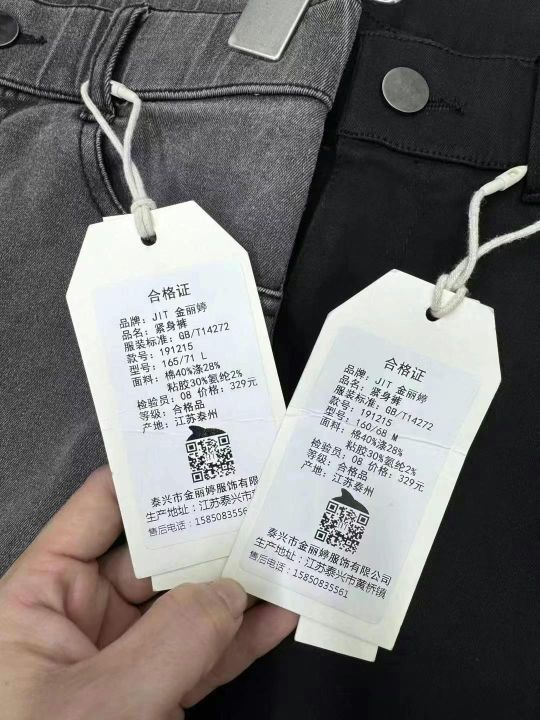 合格证
品牌: JIT 金丽婷
品名: 紧身裤
服装标准: GB/T14272
款号: 191215
型号: 165/71 L
面料: 棉40%涤28%
粘胶30%氨纶2%
检验员: 08 价格: 329元
等级: 合格品
产地: 江苏泰州
泰兴市金丽婷服饰有限公司
生产地址: 江苏泰兴市黄
售后电话: 15850835561
合格证
品牌: JIT 金丽婷
品名: 紧身裤
服装标准: GB/T14272
款号: 191215
型号: 160/68 M
面料: 棉40%涤28%
粘胶30%氨纶2%
检验员: 08 价格: 329元
等级: 合格品
产地: 江苏泰州
泰兴市金丽婷服饰有限公司
生产地址: 江苏泰兴市黄桥镇
售后电话: 15850835561